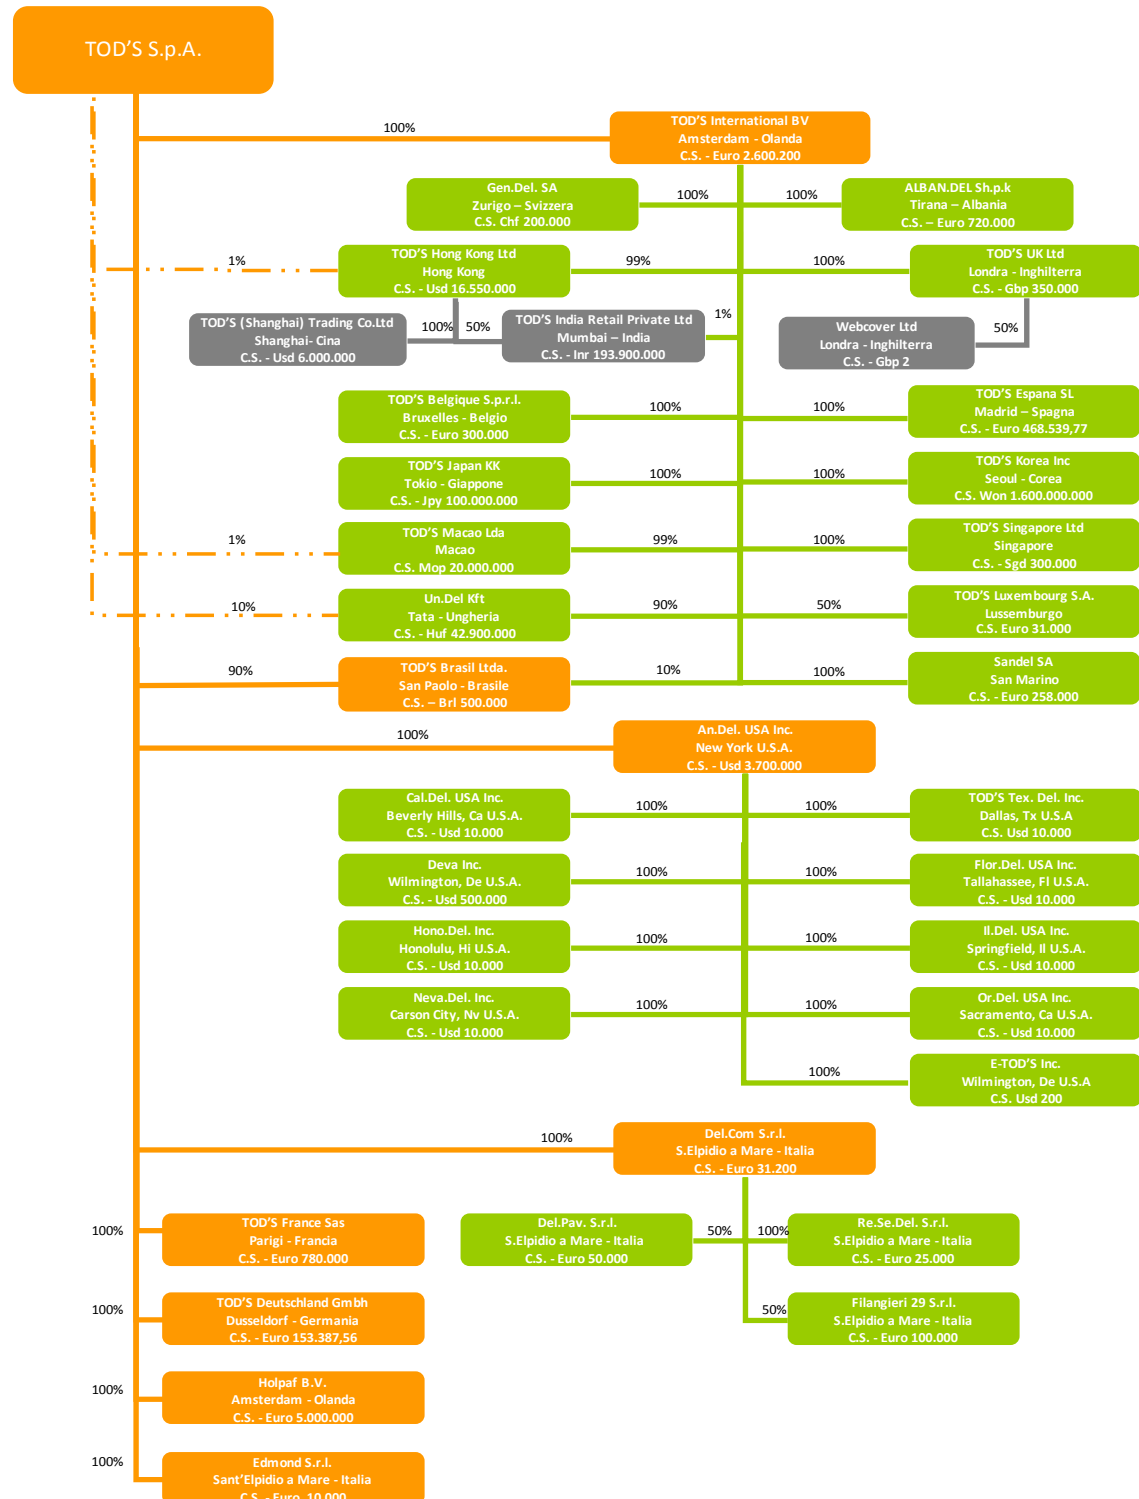 TOD'S S.p.A.
100%
TOD'S International BV
Amsterdam - Olanda
C.S. - Euro 2.600.200
Gen.Del. SA
Zurigo – Svizzera
C.S. Chf 200.000
100%
100%
ALBAN.DEL Sh.p.k
Tirana – Albania
C.S. – Euro 720.000
1%
TOD'S Hong Kong Ltd
Hong Kong
C.S. - Usd 16.550.000
99%
100%
TOD'S UK Ltd
Londra - Inghilterra
C.S. - Gbp 350.000
TOD'S (Shanghai) Trading Co.Ltd
Shanghai- Cina
C.S. - Usd 6.000.000
100%
50%
TOD'S India Retail Private Ltd
Mumbai – India
C.S. - Inr 193.900.000
1%
Webcover Ltd
Londra - Inghilterra
C.S. - Gbp 2
50%
TOD'S Belgique S.p.r.l.
Bruxelles - Belgio
C.S. - Euro 300.000
100%
100%
TOD'S Espana SL
Madrid – Spagna
C.S. - Euro 468.539,77
TOD'S Japan KK
Tokio - Giappone
C.S. - Jpy 100.000.000
100%
100%
TOD'S Korea Inc
Seoul - Corea
C.S. Won 1.600.000.000
1%
TOD'S Macao Lda
Macao
C.S. Mop 20.000.000
99%
100%
TOD'S Singapore Ltd
Singapore
C.S. - Sgd 300.000
10%
Un.Del Kft
Tata - Ungheria
C.S. - Huf 42.900.000
90%
50%
TOD'S Luxembourg S.A.
Lussemburgo
C.S. Euro 31.000
90%
TOD'S Brasil Ltda.
San Paolo - Brasile
C.S. – Brl 500.000
10%
100%
Sandel SA
San Marino
C.S. - Euro 258.000
100%
An.Del. USA Inc.
New York U.S.A.
C.S. - Usd 3.700.000
Cal.Del. USA Inc.
Beverly Hills, Ca U.S.A.
C.S. - Usd 10.000
100%
100%
TOD'S Tex. Del. Inc.
Dallas, Tx U.S.A
C.S. Usd 10.000
Deva Inc.
Wilmington, De U.S.A.
C.S. - Usd 500.000
100%
100%
Flor.Del. USA Inc.
Tallahassee, Fl U.S.A.
C.S. - Usd 10.000
Hono.Del. Inc.
Honolulu, Hi U.S.A.
C.S. - Usd 10.000
100%
100%
Il.Del. USA Inc.
Springfield, Il U.S.A.
C.S. - Usd 10.000
Neva.Del. Inc.
Carson City, Nv U.S.A.
C.S. - Usd 10.000
100%
100%
Or.Del. USA Inc.
Sacramento, Ca U.S.A.
C.S. - Usd 10.000
100%
E-TOD'S Inc.
Wilmington, De U.S.A
C.S. Usd 200
100%
Del.Com S.r.l.
S.Elpidio a Mare - Italia
C.S. - Euro 31.200
100%
TOD'S France Sas
Parigi - Francia
C.S. - Euro 780.000
Del.Pav. S.r.l.
S.Elpidio a Mare - Italia
C.S. - Euro 50.000
50%
100%
Re.Se.Del. S.r.l.
S.Elpidio a Mare - Italia
C.S. - Euro 25.000
100%
TOD'S Deutschland Gmbh
Dusseldorf - Germania
C.S. - Euro 153.387,56
50%
Filangieri 29 S.r.l.
S.Elpidio a Mare - Italia
C.S. - Euro 100.000
100%
Holpaf B.V.
Amsterdam - Olanda
C.S. - Euro 5.000.000
100%
Edmond S.r.l.
Sant'Elpidio a Mare - Italia
C.S. - Euro 10.000